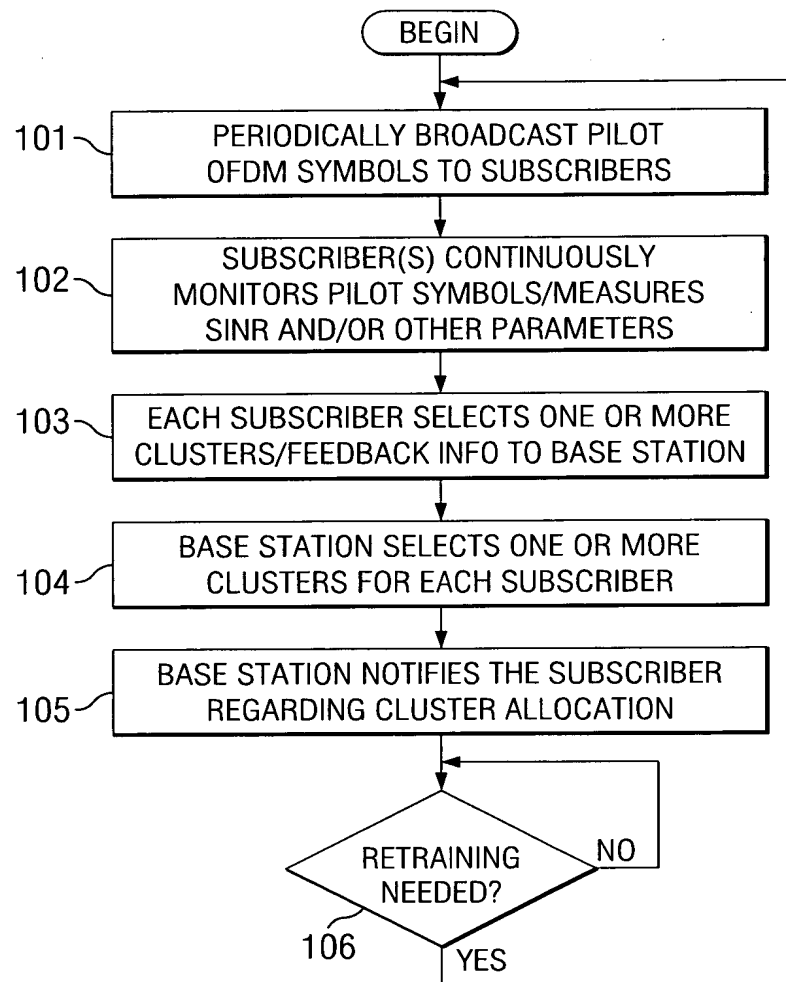 BEGIN
101
PERIODICALLY BROADCAST PILOT
OFDM SYMBOLS TO SUBSCRIBERS
102
SUBSCRIBER(S) CONTINUOUSLY
MONITORS PILOT SYMBOLS/MEASURES
SINR AND/OR OTHER PARAMETERS
103
EACH SUBSCRIBER SELECTS ONE OR MORE
CLUSTERS/FEEDBACK INFO TO BASE STATION
104
BASE STATION SELECTS ONE OR MORE
CLUSTERS FOR EACH SUBSCRIBER
105
BASE STATION NOTIFIES THE SUBSCRIBER
REGARDING CLUSTER ALLOCATION
RETRAINING
NEEDED?
NO
106
YES